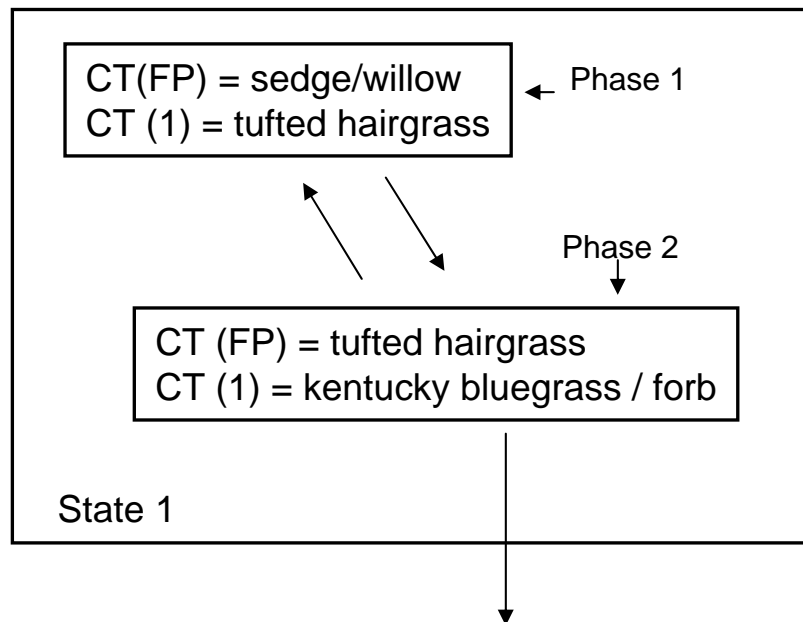 CT(FP) = sedge/willow
CT (1) = tufted hairgrass
Phase 1
Phase 2
CT (FP) = tufted hairgrass
CT (1) = kentucky bluegrass / forb
State 1